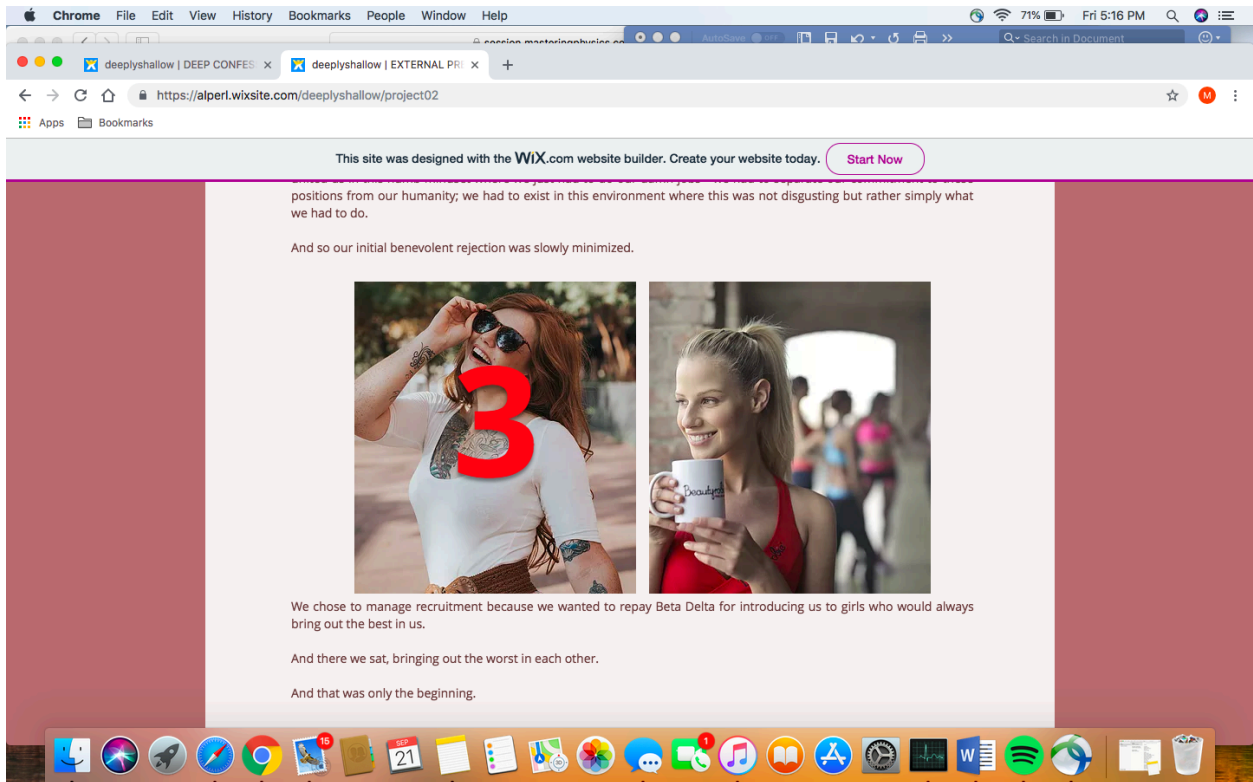 Chrome File Edit View History Bookmarks People Window Help
71% Fri 5:16 PM
AutoSave OFF
Search in Document
deeplyshallow | DEEP CONFES
deeplyshallow | EXTERNAL PRE
https://alperl.wixsite.com/deeplyshallow/project02
M
Apps Bookmarks
This site was designed with the WiX.com website builder. Create your website today. Start Now
positions from our humanity; we had to exist in this environment where this was not disgusting but rather simply what
we had to do.
And so our initial benevolent rejection was slowly minimized.
3
We chose to manage recruitment because we wanted to repay Beta Delta for introducing us to girls who would always
bring out the best in us.
And there we sat, bringing out the worst in each other.
And that was only the beginning.
15
SEP
21
1
W